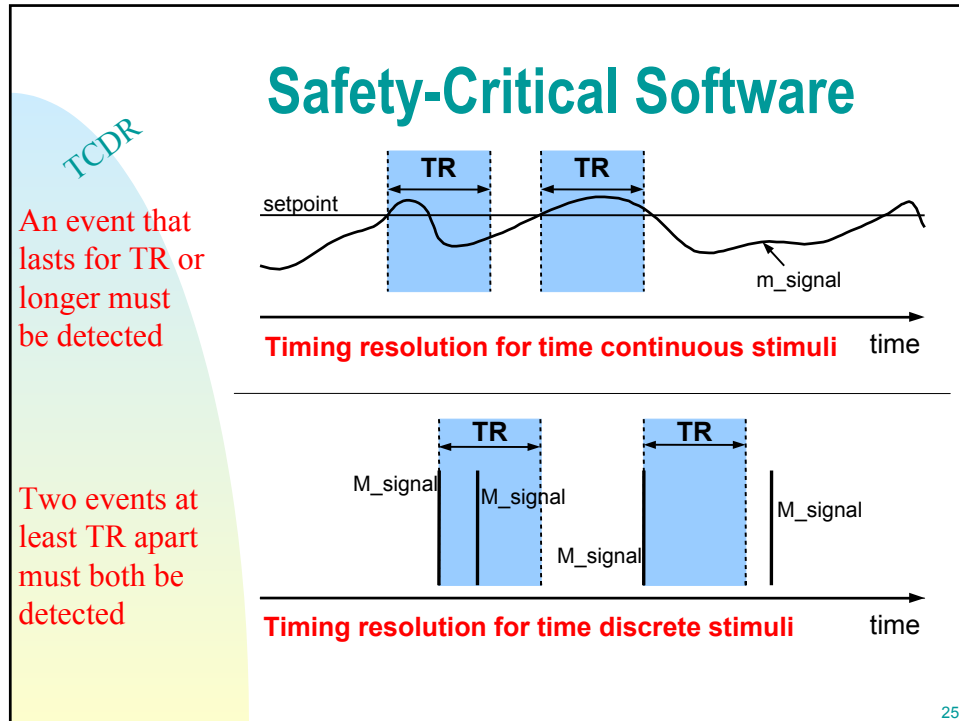 Safety-Critical Software
TCDR
An event that
lasts for TR or
longer must
be detected
TR
TR
setpoint
m_signal
Timing resolution for time continuous stimuli
time
Two events at
least TR apart
must both be
detected
TR
TR
M_signal
M_signal
M_signal
M_signal
Timing resolution for time discrete stimuli
time
25